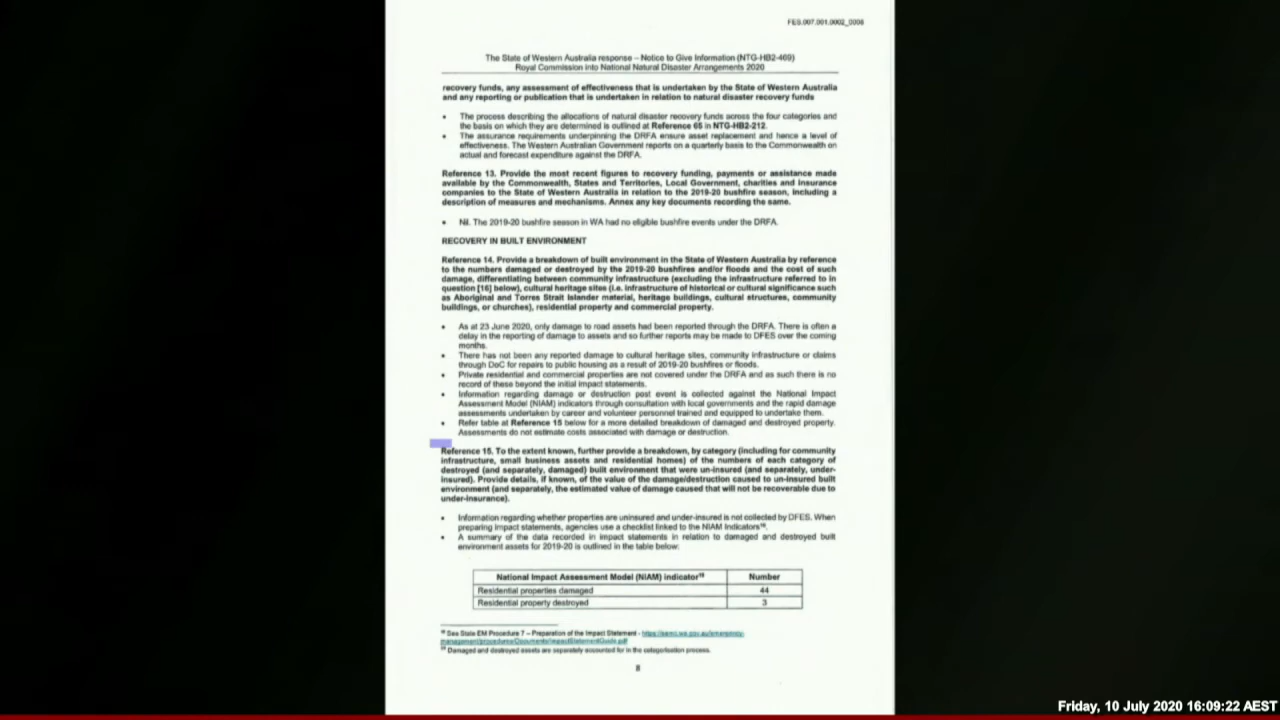 FES.007.001.0002_0008
The State of Western Australia response – Notice to Give Information (NTG-HB2-469)
Royal Commission into National Natural Disaster Arrangements 2020
recovery funds, any assessment of effectiveness that is undertaken by the State of Western Australia
and any reporting or publication that is undertaken in relation to natural disaster recovery funds
• The process describing the allocations of natural disaster recovery funds across the four categories and
the basis on which they are determined is outlined at Reference 65 in NTG-HB2-212.
• The assurance requirements underpinning the DRFA ensure asset replacement and hence a level of
effectiveness. The Western Australian Government reports on a quarterly basis to the Commonwealth on
actual and forecast expenditure against the DRFA.
Reference 13. Provide the most recent figures to recovery funding, payments or assistance made
available by the Commonwealth, States and Territories, Local Government, charities and insurance
companies to the State of Western Australia in relation to the 2019-20 bushfire season, including a
description of measures and mechanisms. Annex any key documents recording the same.
• Nil. The 2019-20 bushfire season in WA had no eligible bushfire events under the DRFA.
RECOVERY IN BUILT ENVIRONMENT
Reference 14. Provide a breakdown of built environment in the State of Western Australia by reference
to the numbers damaged or destroyed by the 2019-20 bushfires and/or floods and the cost of such
damage, differentiating between community infrastructure (excluding the infrastructure referred to in
question [16] below), cultural heritage sites (i.e. infrastructure of historical or cultural significance such
as Aboriginal and Torres Strait Islander material, heritage buildings, cultural structures, community
buildings, or churches), residential property and commercial property.
• As at 23 June 2020, only damage to road assets had been reported through the DRFA. There is often a
delay in the reporting of damage to assets and so further reports may be made to DFES over the coming
months.
• There has not been any reported damage to cultural heritage sites, community infrastructure or claims
through DoC for repairs to public housing as a result of 2019-20 bushfires or floods.
• Private residential and commercial properties are not covered under the DRFA and as such there is no
record of these beyond the initial impact statements.
• Information regarding damage or destruction post event is collected against the National Impact
Assessment Model (NIAM) indicators through consultation with local governments and the rapid damage
assessments undertaken by career and volunteer personnel trained and equipped to undertake them.
• Refer table at Reference 15 below for a more detailed breakdown of damaged and destroyed property.
Assessments do not estimate costs associated with damage or destruction.
Reference 15. To the extent known, further provide a breakdown, by category (including for community
infrastructure, small business assets and residential homes) of the numbers of each category of
destroyed (and separately, damaged) built environment that were un-insured (and separately, under-
insured). Provide details, if known, of the value of the damage/destruction caused to un-insured built
environment (and separately, the estimated value of damage caused that will not be recoverable due to
under-insurance).
• Information regarding whether properties are uninsured and under-insured is not collected by DFES. When
preparing impact statements, agencies use a checklist linked to the NIAM Indicators
• A summary of the data recorded in impact statements in relation to damaged and destroyed built
environment assets for 2019-20 is outlined in the table below:
National Impact Assessment Model (NIAM) indicator Number
Residential properties damaged 44
Residential property destroyed 3
See State EM Procedure 7 – Preparation of the Impact Statement -
Damaged and destroyed assets are separately accounted for in the categorisation process.
8
Friday, 10 July 2020 16:09:22 AEST